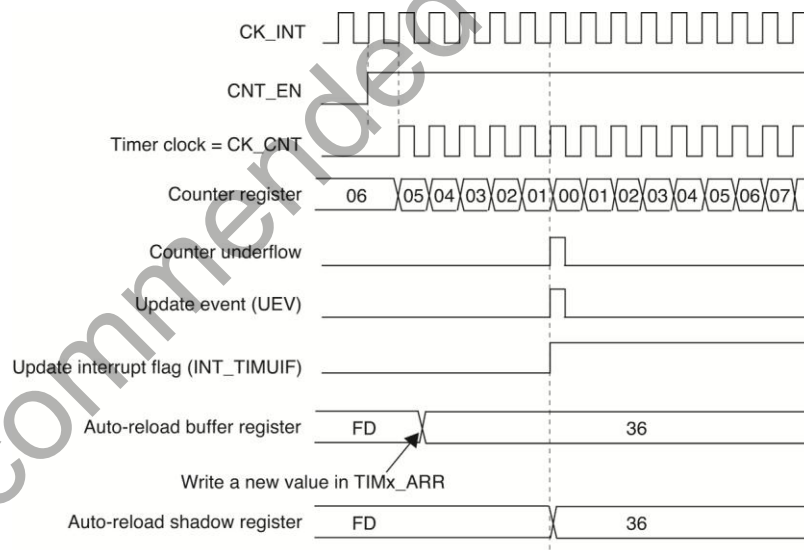 CK_INT
CNT_EN
Timer clock = CK_CNT
Counter register 06 05 04 03 02 01 00 01 02 03 04 05 06 07
Counter underflow
Update event (UEV)
Update interrupt flag (INT_TIMUIF)
Auto-reload buffer register FD 36
Write a new value in TIMx_ARR
Auto-reload shadow register FD 36
commended